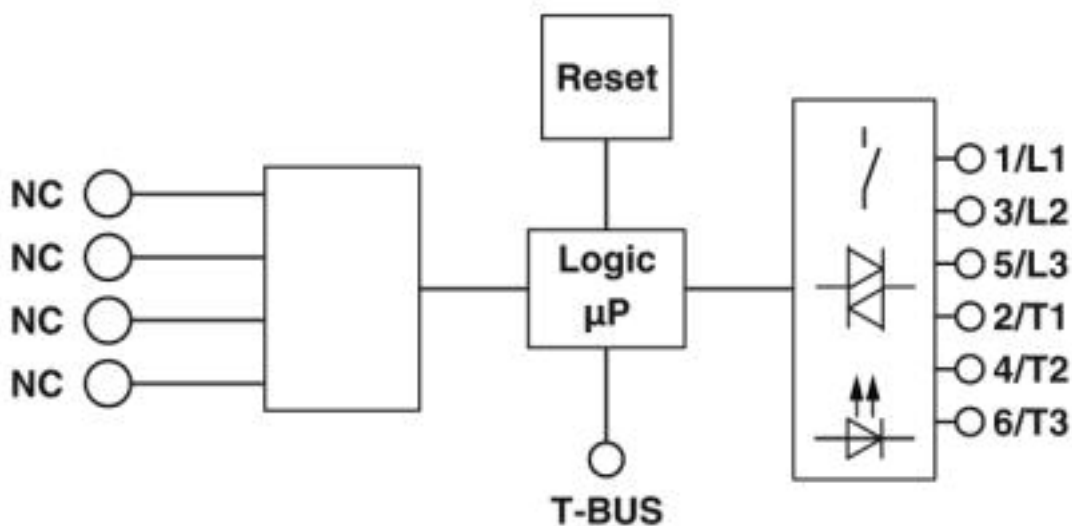 Reset
NC
NC
NC
NC
Logic
µP
T-BUS
1/L1
3/L2
5/L3
2/T1
4/T2
6/T3